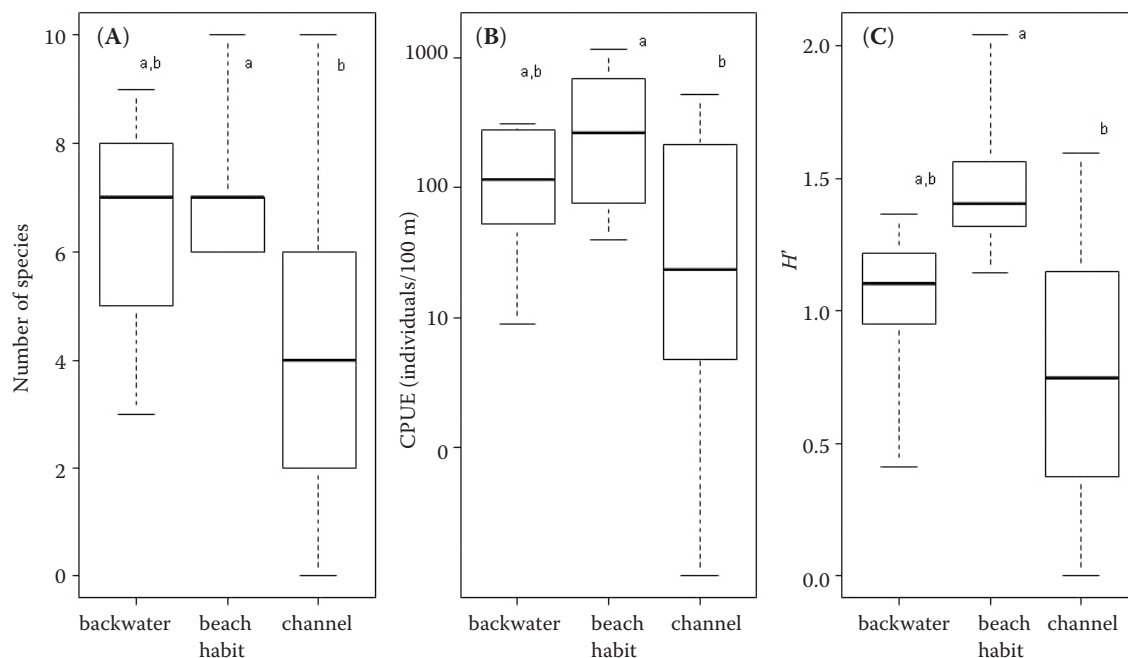 (A)
a,b
a
b
10
8
6
4
2
0
Number of species
backwater
beach
channel
habit
(B)
a,b
a
b
1000
100
10
0
CPUE (individuals/100 m)
backwater
beach
channel
habit
(C)
a,b
a
b
2.0
1.5
1.0
0.5
0.0
H'
backwater
beach
channel
habit